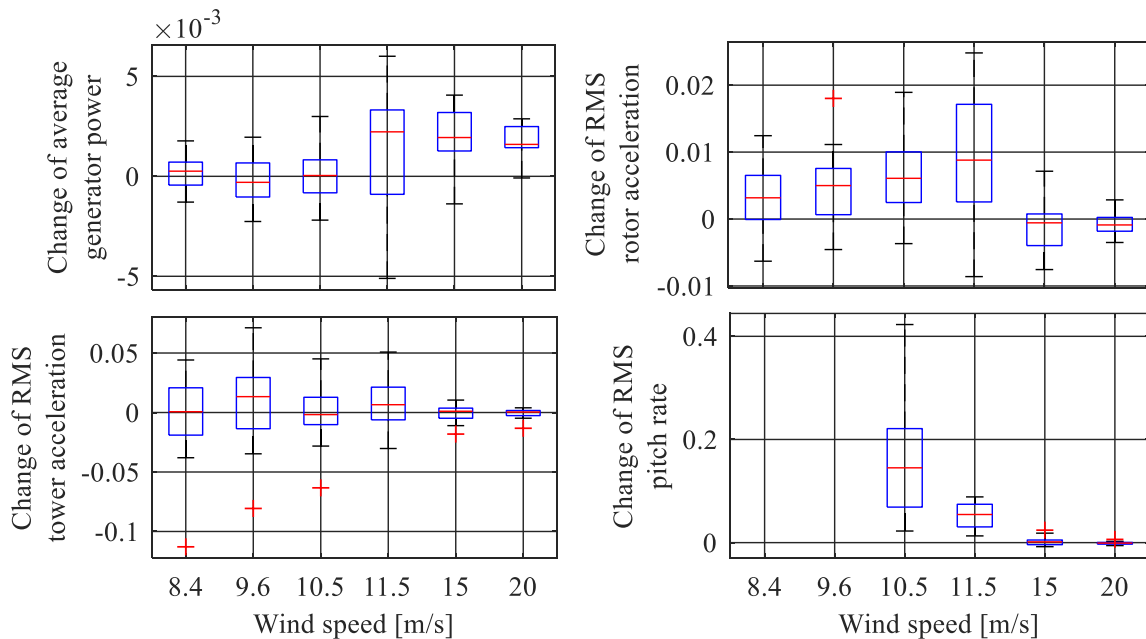 ×10⁻³
Change of average
generator power
5
0
-5
Change of RMS
rotor acceleration
0.02
0.01
0
-0.01
Change of RMS
tower acceleration
0.05
0
-0.05
-0.1
8.4 9.6 10.5 11.5 15 20
Wind speed [m/s]
Change of RMS
pitch rate
0.4
0.2
0
8.4 9.6 10.5 11.5 15 20
Wind speed [m/s]